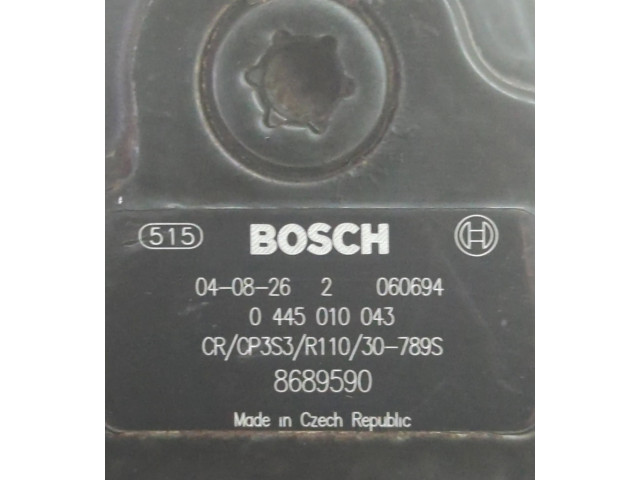 515 BOSCH
04-08-26 2 060694
0 445 010 043
CR/CP3S3/R110/30-789S
8689590
Made in Czech Republic